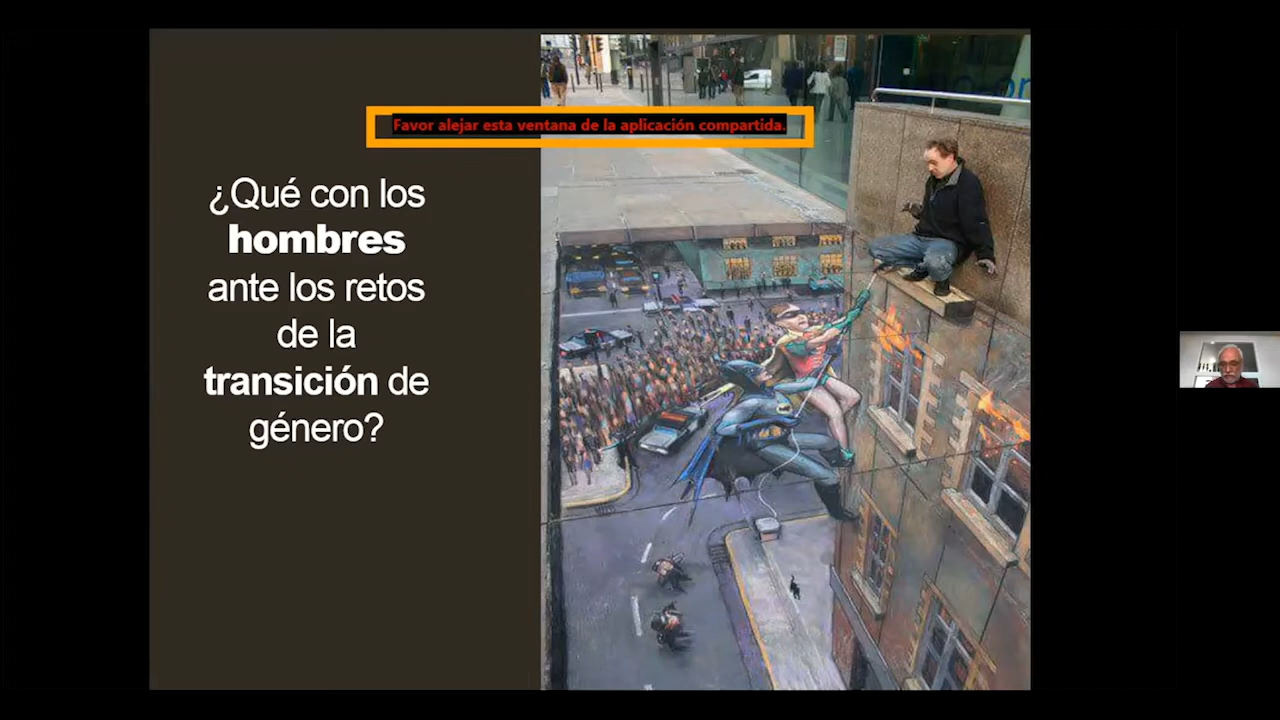 Favor alejar esta ventana de la aplicación compartida.
¿Qué con los
hombres
ante los retos
de la
transición de
género?